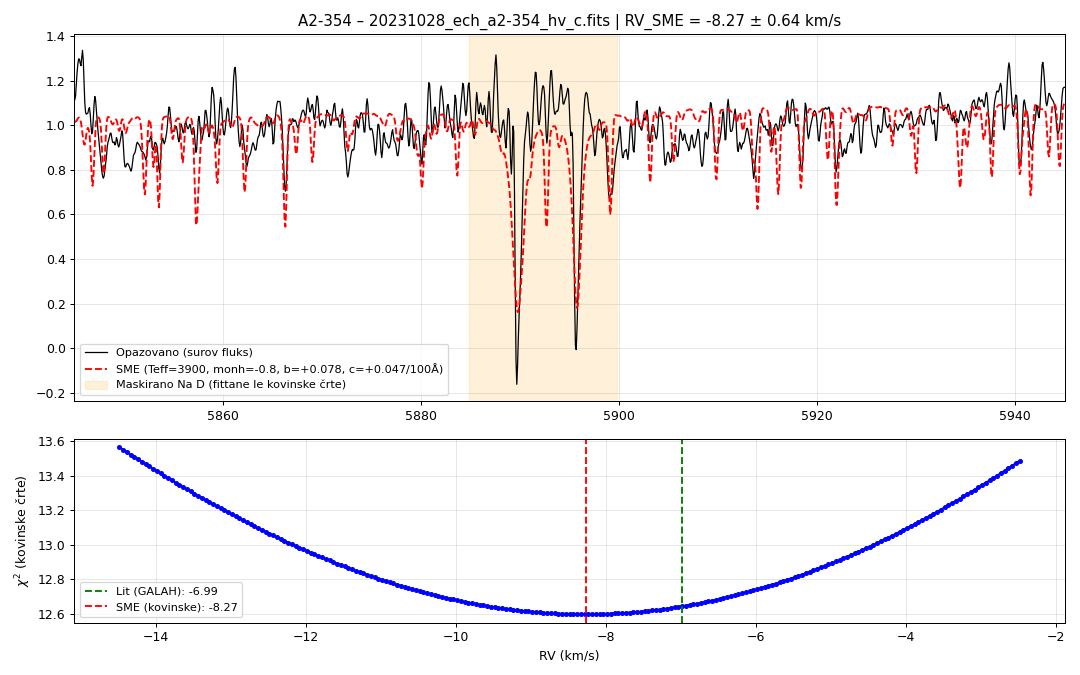 A2-354 – 20231028_ech_a2-354_hv_c.fits | RV_SME = -8.27 ± 0.64 km/s
1.4
1.2
1.0
0.8
0.6
0.4
0.2
0.0
−0.2
Opazovano (surov fluks)
SME (Teff=3900, monh=-0.8, b=+0.078, c=+0.047/100Å)
Maskirano Na D (fittane le kovinske črte)
5860 5880 5900 5920 5940
13.6
13.4
13.2
13.0
12.8
12.6
χ² (kovinske črte)
Lit (GALAH): -6.99
SME (kovinske): -8.27
−14 −12 −10 −8 −6 −4 −2
RV (km/s)